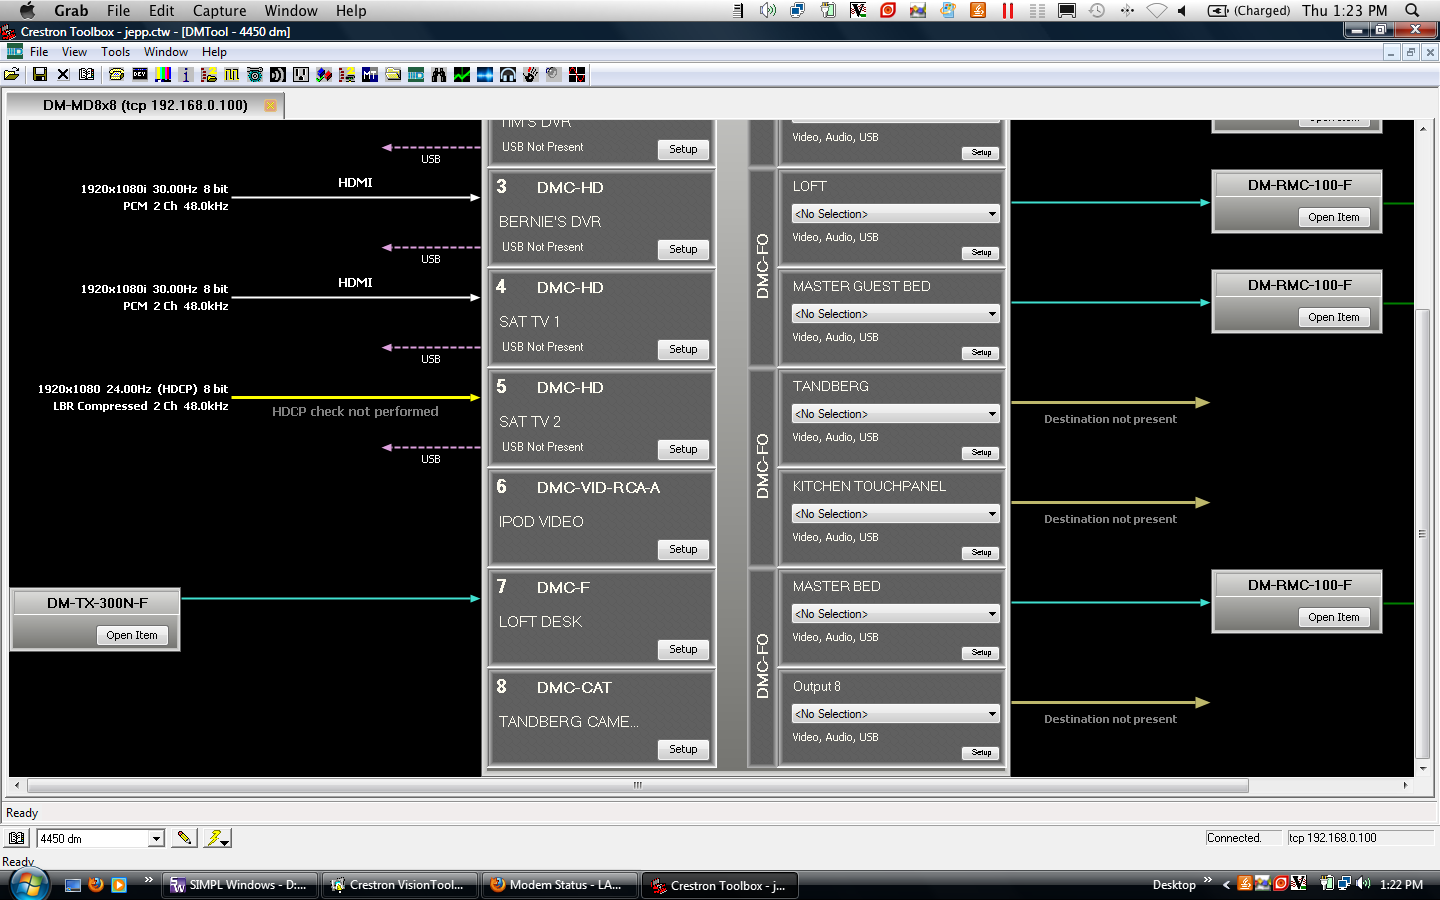 Grab File Edit Capture Window Help (Charged) Thu 1:23 PM
Crestron Toolbox - jepp.ctw - [DMTool - 4450 dm]
File View Tools Window Help
DM-MD8x8 (tcp 192.168.0.100)
TIM'S DVR
USB Not Present
Setup
USB
Video, Audio, USB
Setup
Open Item
1920x1080i 30.00Hz 8 bit
PCM 2 Ch 48.0kHz
HDMI
3 DMC-HD
BERNIE'S DVR
USB Not Present
Setup
USB
DMC-FO
LOFT
<No Selection>
Video, Audio, USB
Setup
DM-RMC-100-F
Open Item
1920x1080i 30.00Hz 8 bit
PCM 2 Ch 48.0kHz
HDMI
4 DMC-HD
SAT TV 1
USB Not Present
Setup
USB
MASTER GUEST BED
<No Selection>
Video, Audio, USB
Setup
DM-RMC-100-F
Open Item
1920x1080 24.00Hz (HDCP) 8 bit
LBR Compressed 2 Ch 48.0kHz
HDCP check not performed
5 DMC-HD
SAT TV 2
USB Not Present
Setup
USB
DMC-FO
TANDBERG
<No Selection>
Video, Audio, USB
Setup
Destination not present
6 DMC-VID-RCA-A
IPOD VIDEO
Setup
KITCHEN TOUCHPANEL
<No Selection>
Video, Audio, USB
Setup
Destination not present
DM-TX-300N-F
Open Item
7 DMC-F
LOFT DESK
Setup
DMC-FO
MASTER BED
<No Selection>
Video, Audio, USB
Setup
DM-RMC-100-F
Open Item
8 DMC-CAT
TANDBERG CAME...
Setup
Output 8
<No Selection>
Video, Audio, USB
Setup
Destination not present
Ready
4450 dm
Connected. tcp 192.168.0.100
Ready
SIMPL Windows - D:... Crestron VisionTool... Modem Status - LA... Crestron Toolbox - j... Desktop 1:22 PM